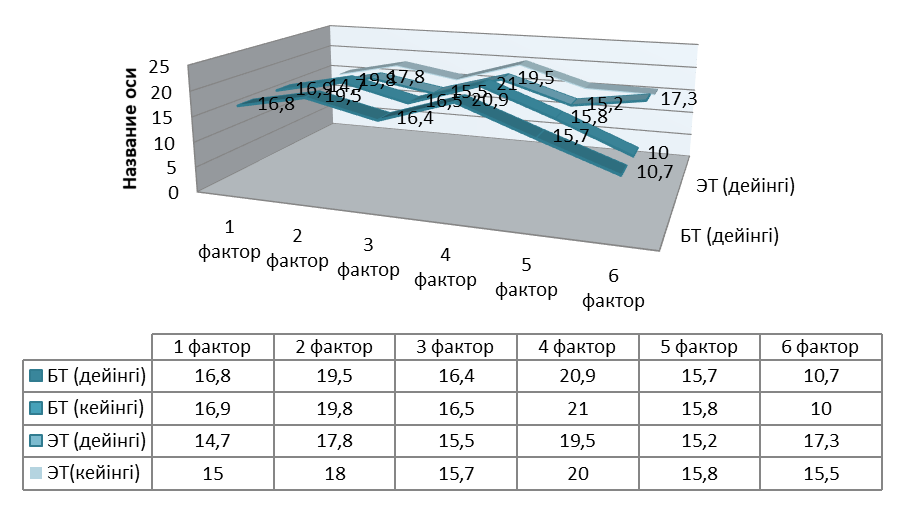 Название оси
25
20
15
10
5
0
16,8
19,5
16,4
20,9
15,7
10,7
16,9
19,8
16,5
21
15,8
10
14,7
17,8
15,5
19,5
15,2
17,3
ЭТ (дейінгі)
БТ (дейінгі)
1
фактор
2
фактор
3
фактор
4
фактор
5
фактор
6
фактор
1 фактор 2 фактор 3 фактор 4 фактор 5 фактор 6 фактор
БТ (дейінгі) 16,8 19,5 16,4 20,9 15,7 10,7
БТ (кейінгі) 16,9 19,8 16,5 21 15,8 10
ЭТ (дейінгі) 14,7 17,8 15,5 19,5 15,2 17,3
ЭТ(кейінгі) 15 18 15,7 20 15,8 15,5